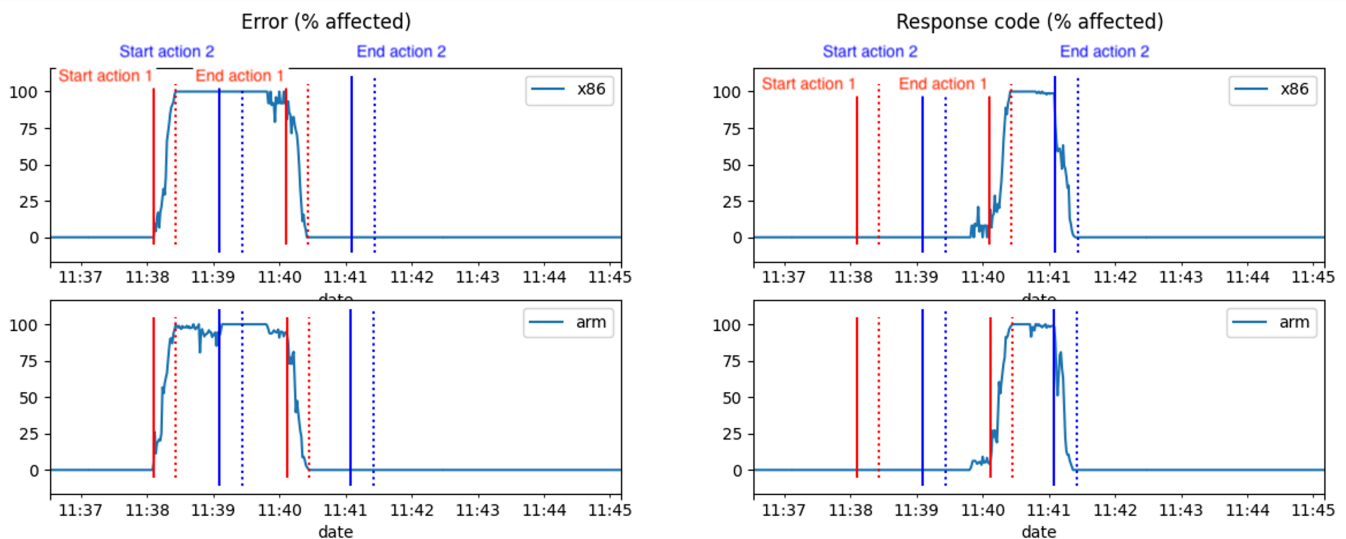 Error (% affected)
Start action 2
End action 2
Start action 1
End action 1
x86
100
75
50
25
0
11:37 11:38 11:39 11:40 11:41 11:42 11:43 11:44 11:45
date
arm
100
75
50
25
0
11:37 11:38 11:39 11:40 11:41 11:42 11:43 11:44 11:45
date
Response code (% affected)
Start action 2
End action 2
Start action 1
End action 1
x86
100
75
50
25
0
11:37 11:38 11:39 11:40 11:41 11:42 11:43 11:44 11:45
date
arm
100
75
50
25
0
11:37 11:38 11:39 11:40 11:41 11:42 11:43 11:44 11:45
date